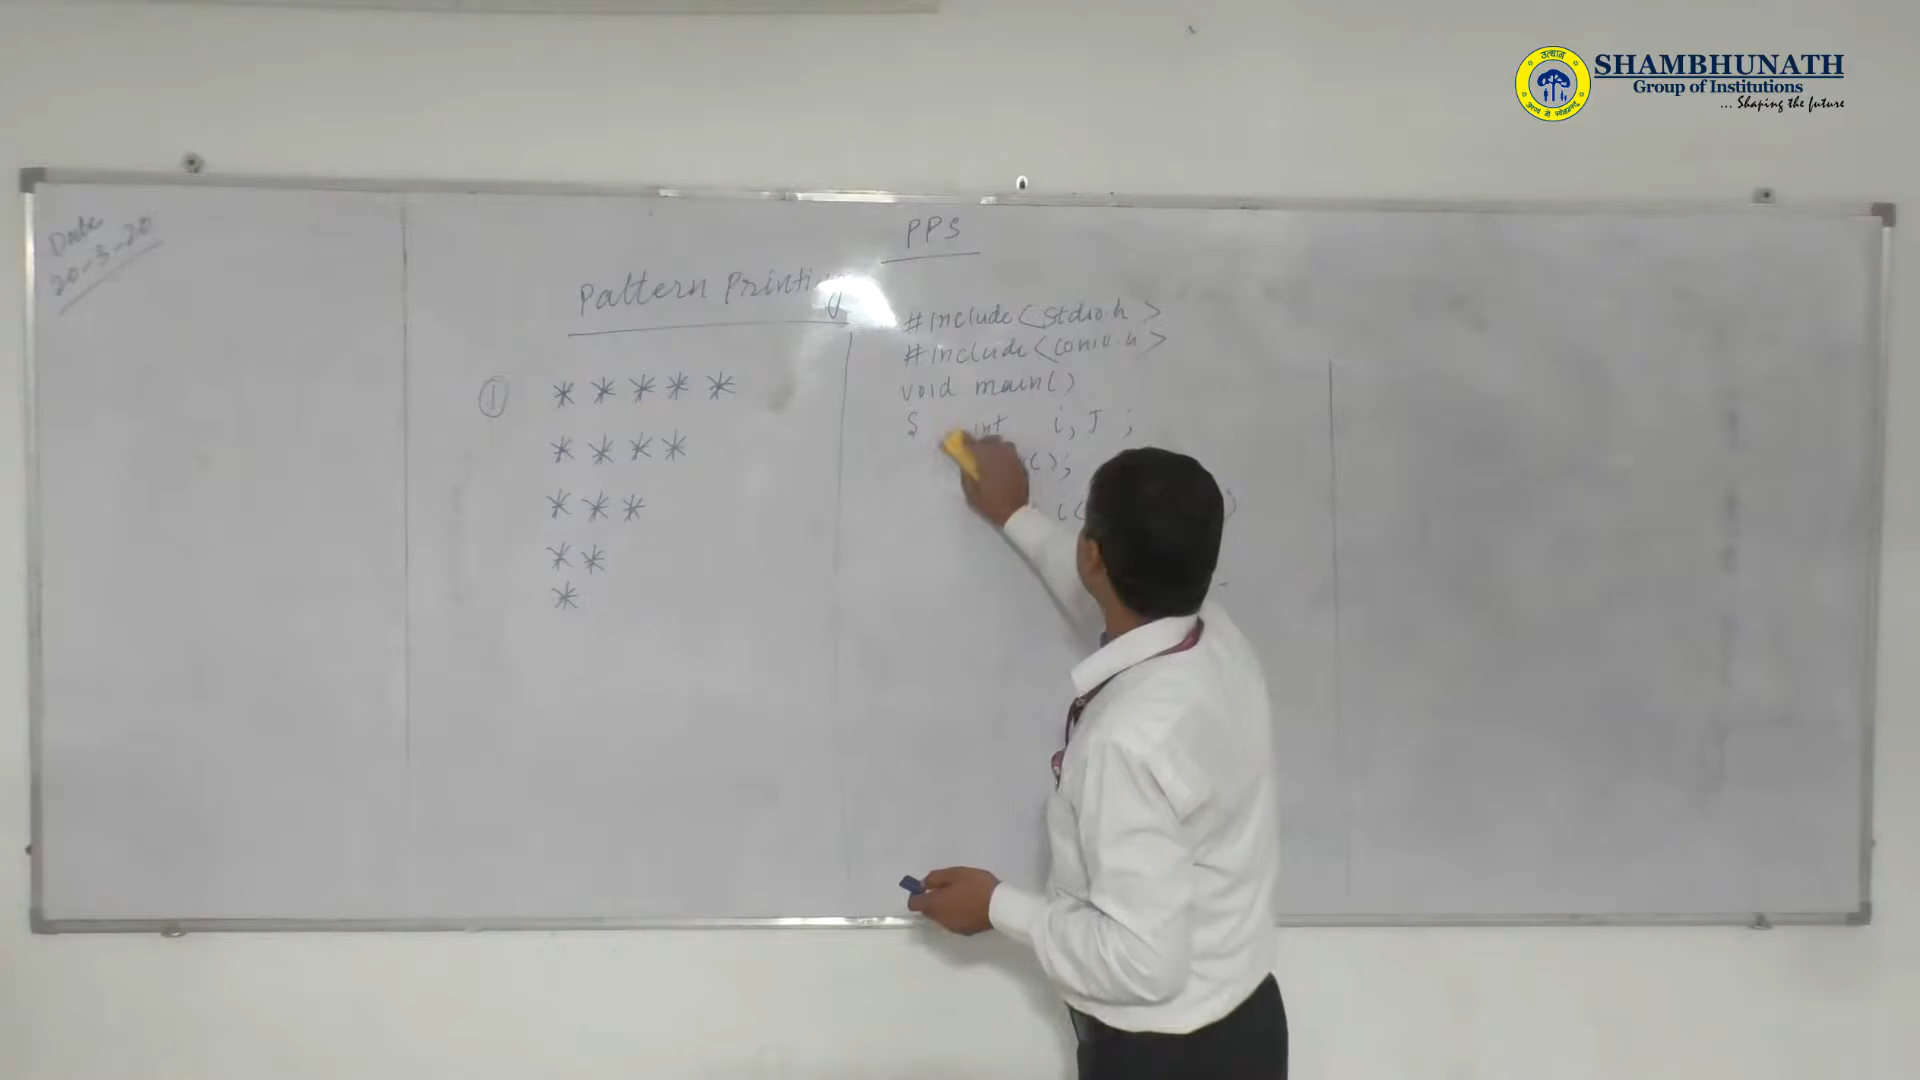 उत्थान
SHAMBHUNATH
Group of Institutions
... Shaping the future
Date
20-3-20
PPS
Pattern Printing
#include<stdio.h>
#include<conio.h>
void main()
{ int i, J ;
();
i(
)
① * * * * *
* * * *
* * *
* *
*